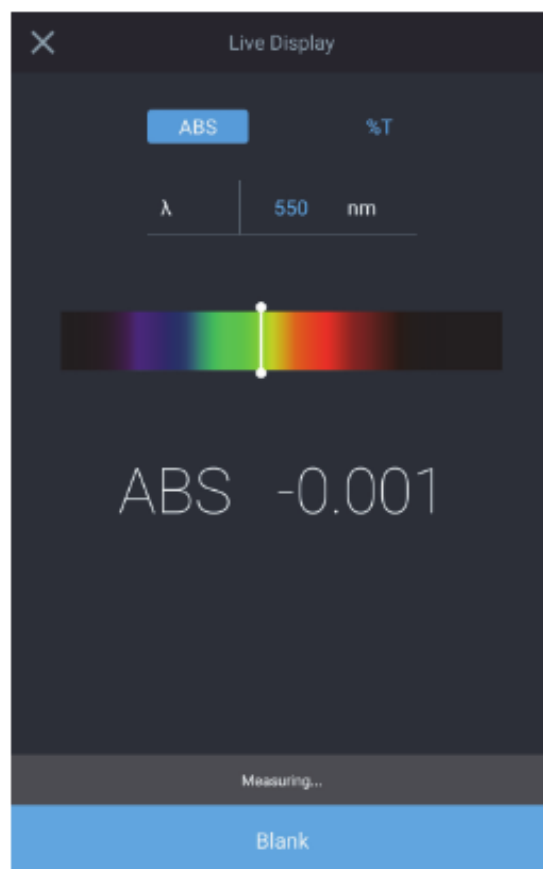 Live Display
ABS %T
λ 550 nm
ABS -0.001
Measuring...
Blank